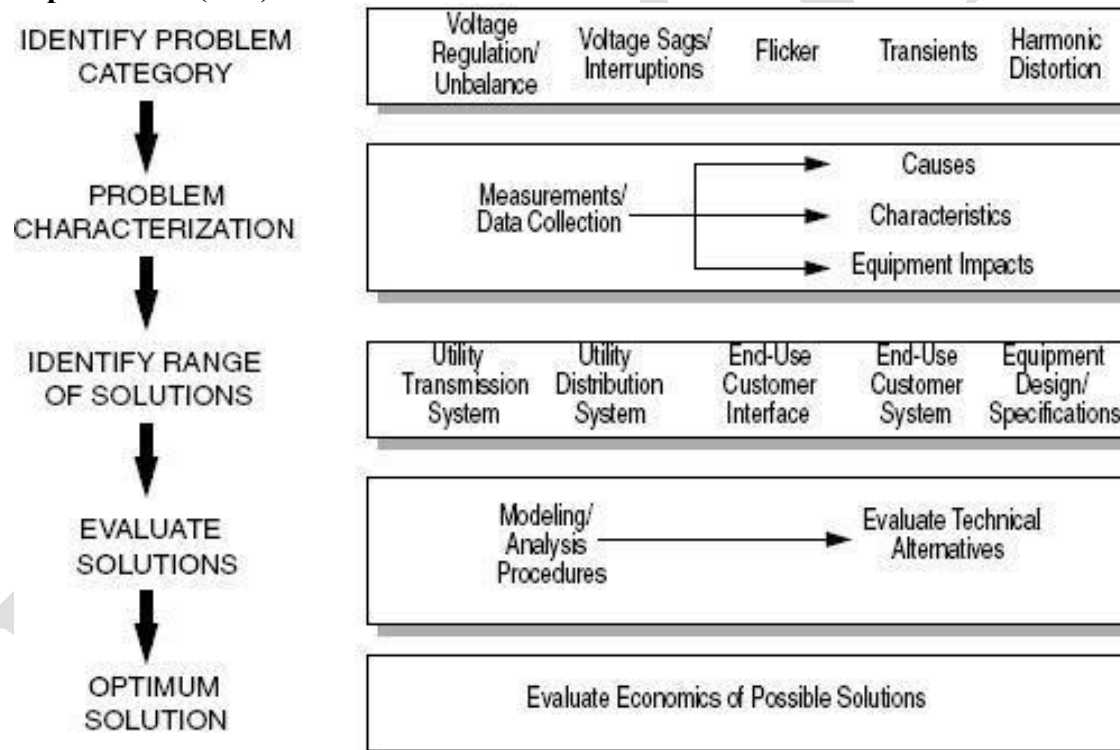 IDENTIFY PROBLEM
CATEGORY
Voltage
Regulation/
Unbalance
Voltage Sags/
Interruptions
Flicker
Transients
Harmonic
Distortion
PROBLEM
CHARACTERIZATION
Measurements/
Data Collection
Causes
Characteristics
Equipment Impacts
IDENTIFY RANGE
OF SOLUTIONS
Utility
Transmission
System
Utility
Distribution
System
End-Use
Customer
Interface
End-Use
Customer
System
Equipment
Design/
Specifications
EVALUATE
SOLUTIONS
Modeling/
Analysis
Procedures
Evaluate Technical
Alternatives
OPTIMUM
SOLUTION
Evaluate Economics of Possible Solutions